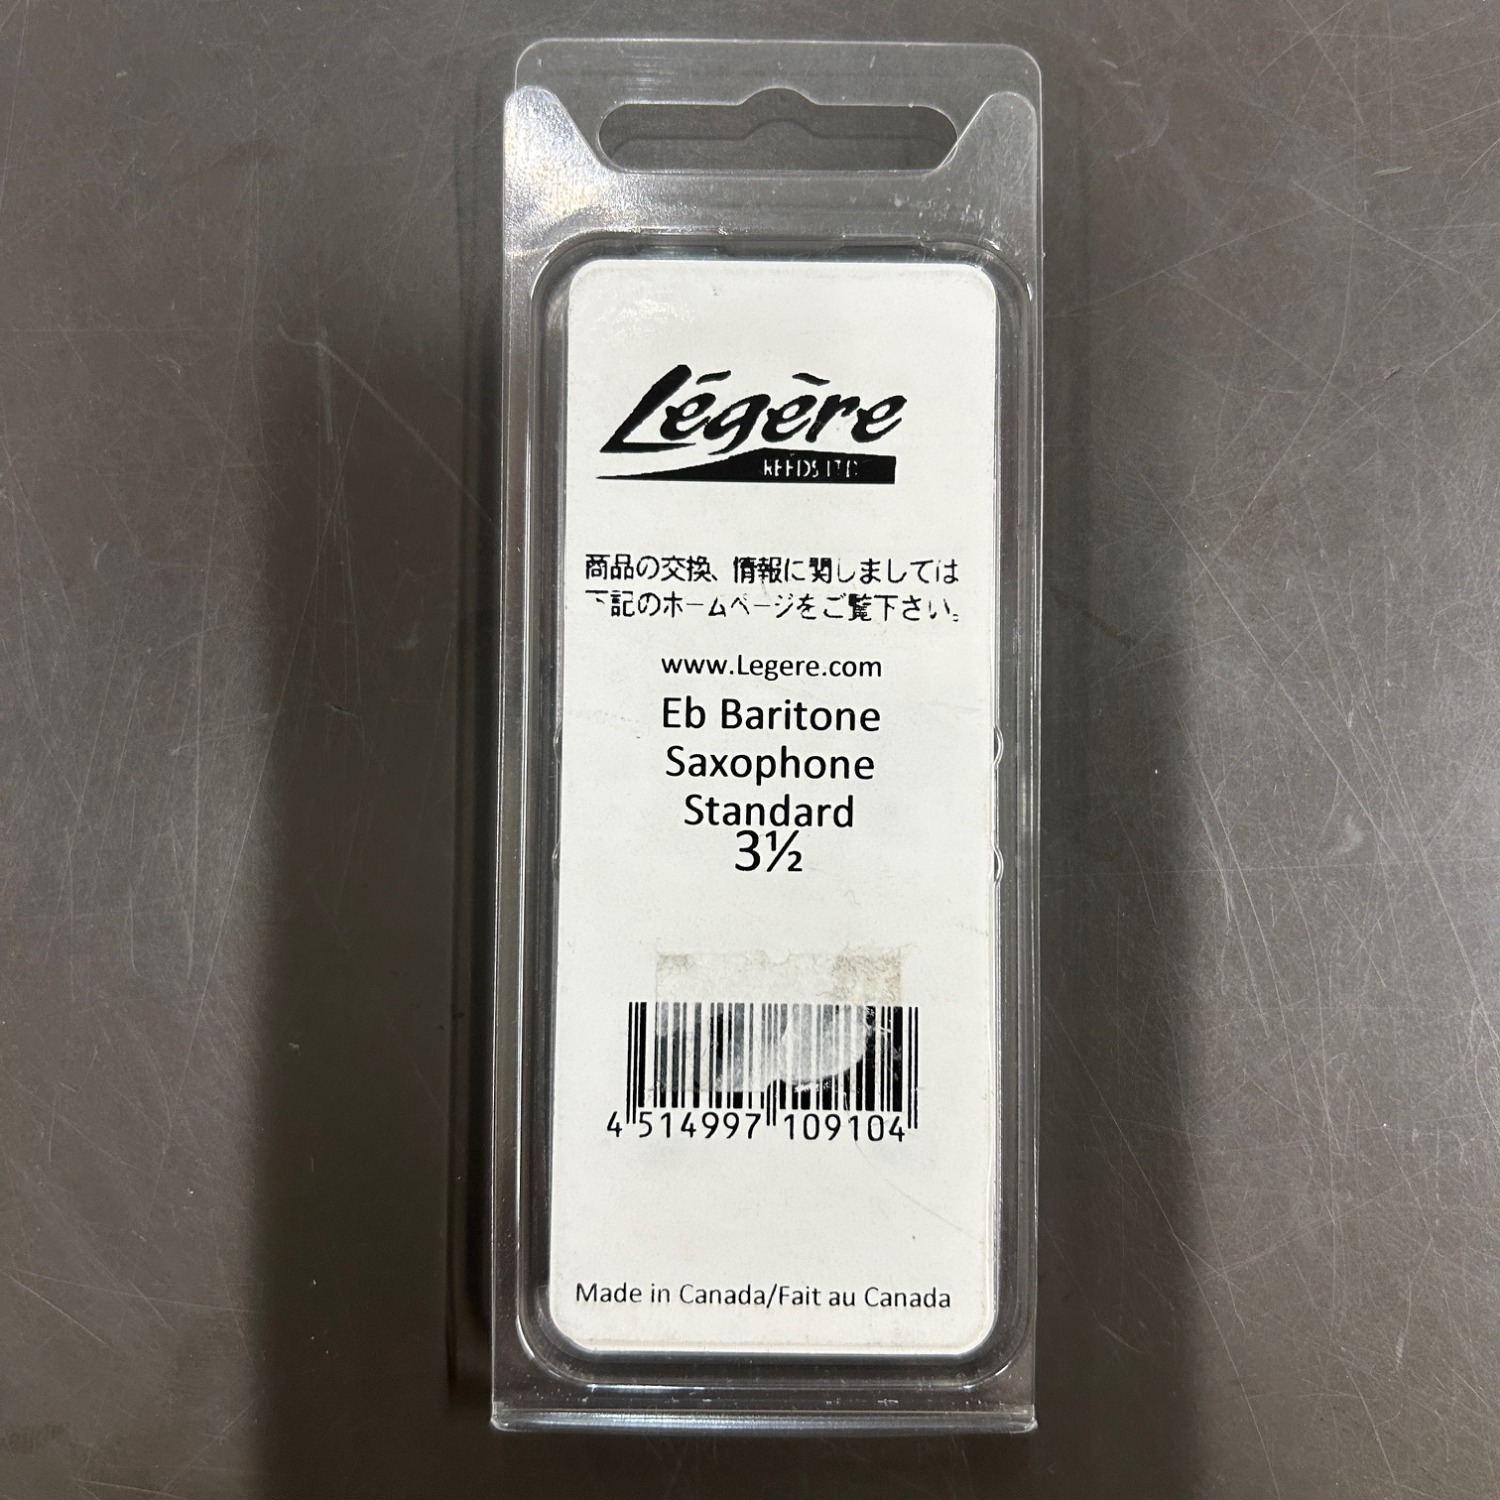 Légère
REEDS LTD
商品の交換、情報に関しましては
下記のホームページをご覧下さい。
www.Legere.com
Eb Baritone
Saxophone
Standard
3½
4 514997 109104
Made in Canada/Fait au Canada